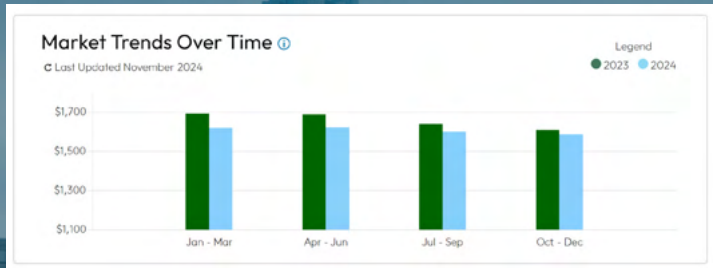 Market Trends Over Time
Legend
Last Updated November 2024
2023 2024
$1,700
$1,500
$1,300
$1,100
Jan - Mar Apr - Jun Jul - Sep Oct - Dec